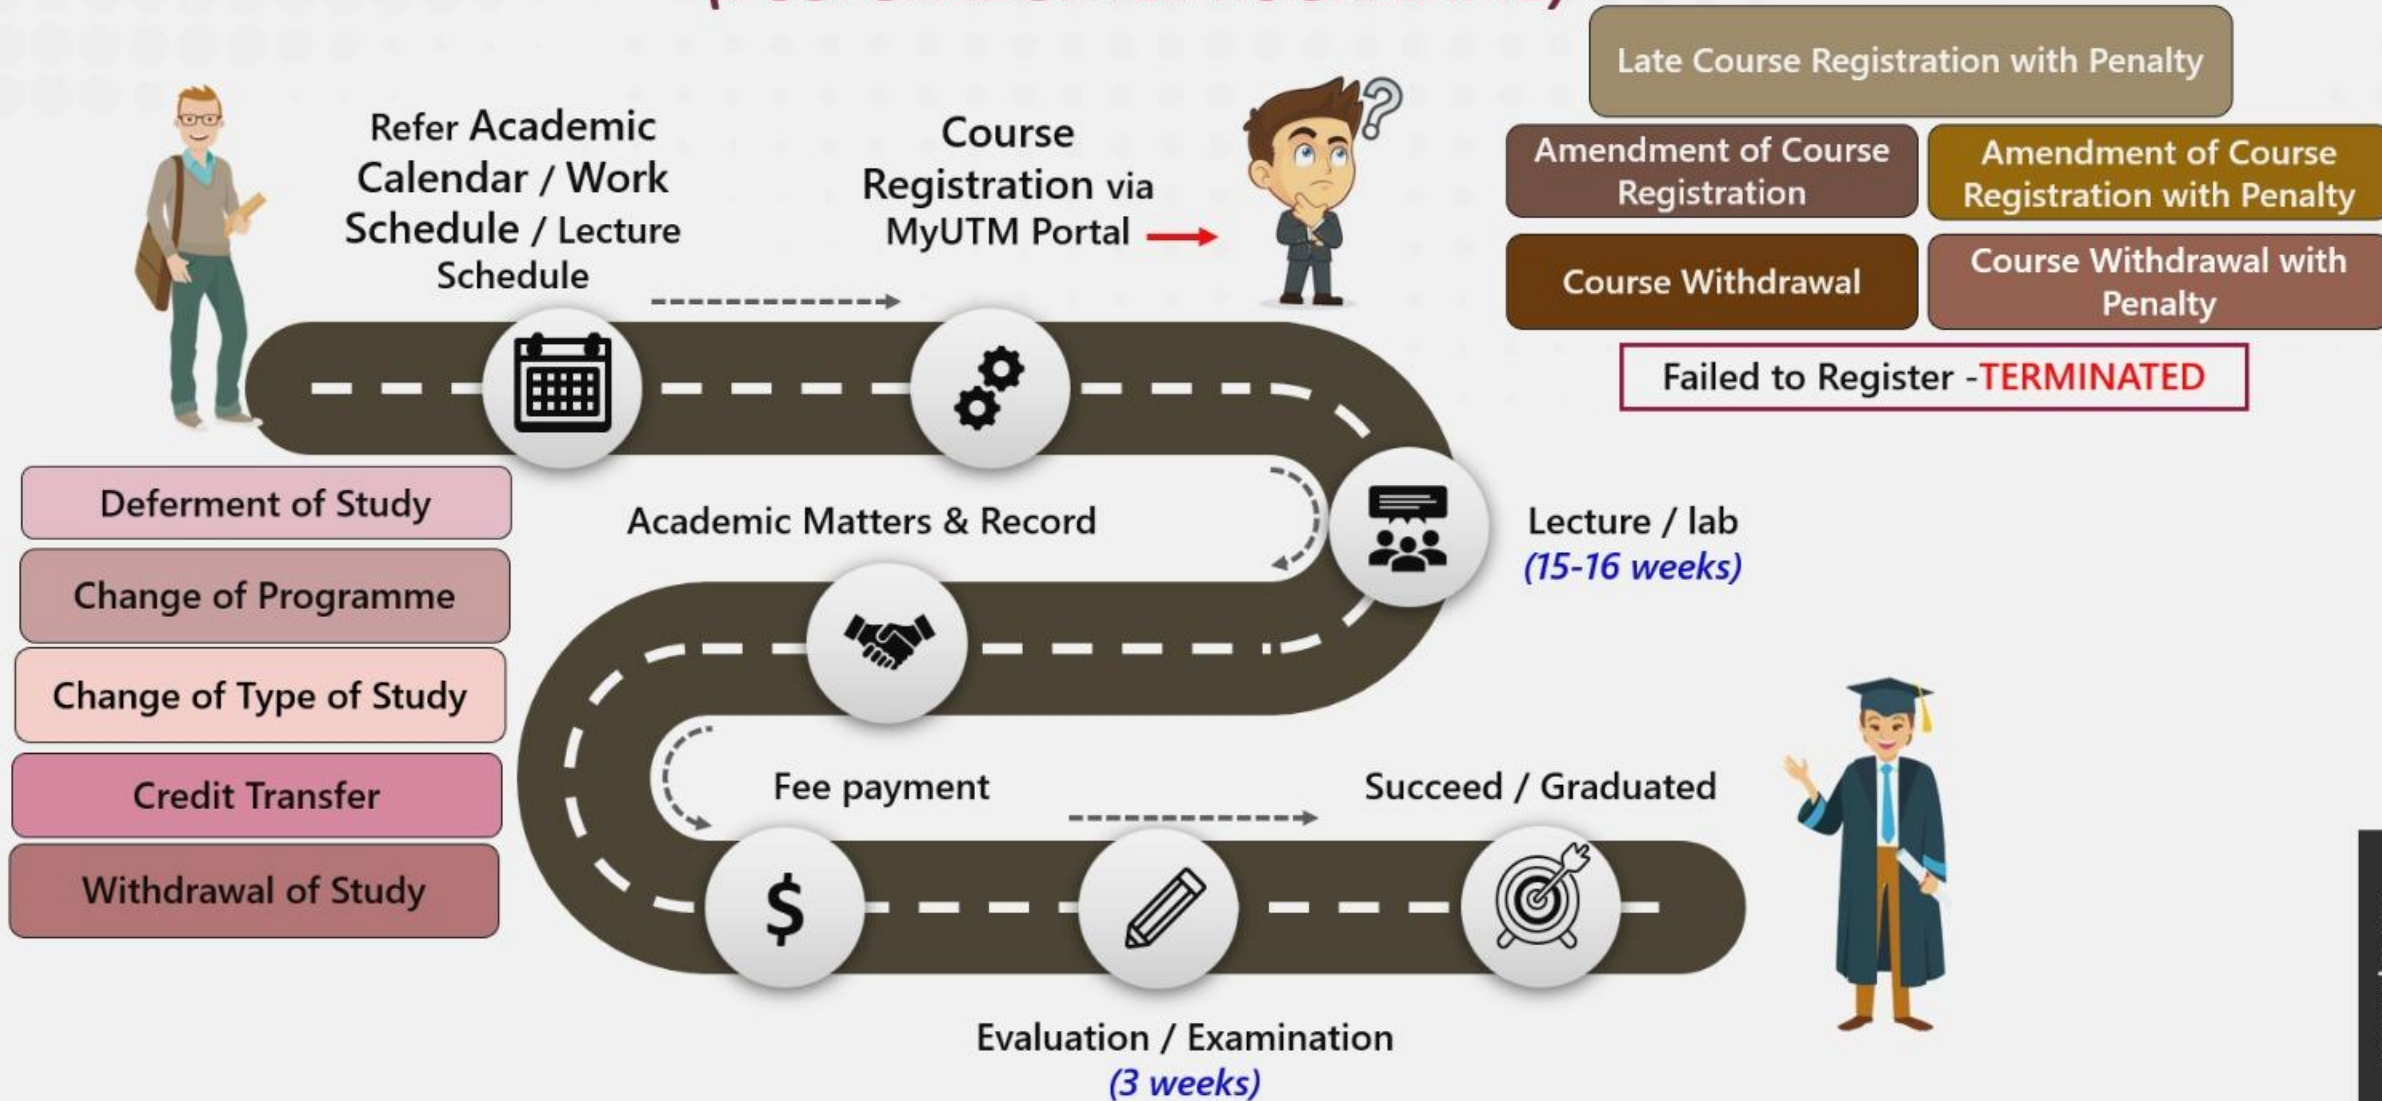 Late Course Registration with Penalty
Refer Academic
Calendar / Work
Schedule / Lecture
Schedule
Course
Registration via
MyUTM Portal
?
Amendment of Course
Registration
Amendment of Course
Registration with Penalty
Course Withdrawal
Course Withdrawal with
Penalty
Failed to Register -TERMINATED
Deferment of Study
Change of Programme
Change of Type of Study
Credit Transfer
Withdrawal of Study
Academic Matters & Record
Lecture / lab
(15-16 weeks)
Fee payment
Succeed / Graduated
$
Evaluation / Examination
(3 weeks)